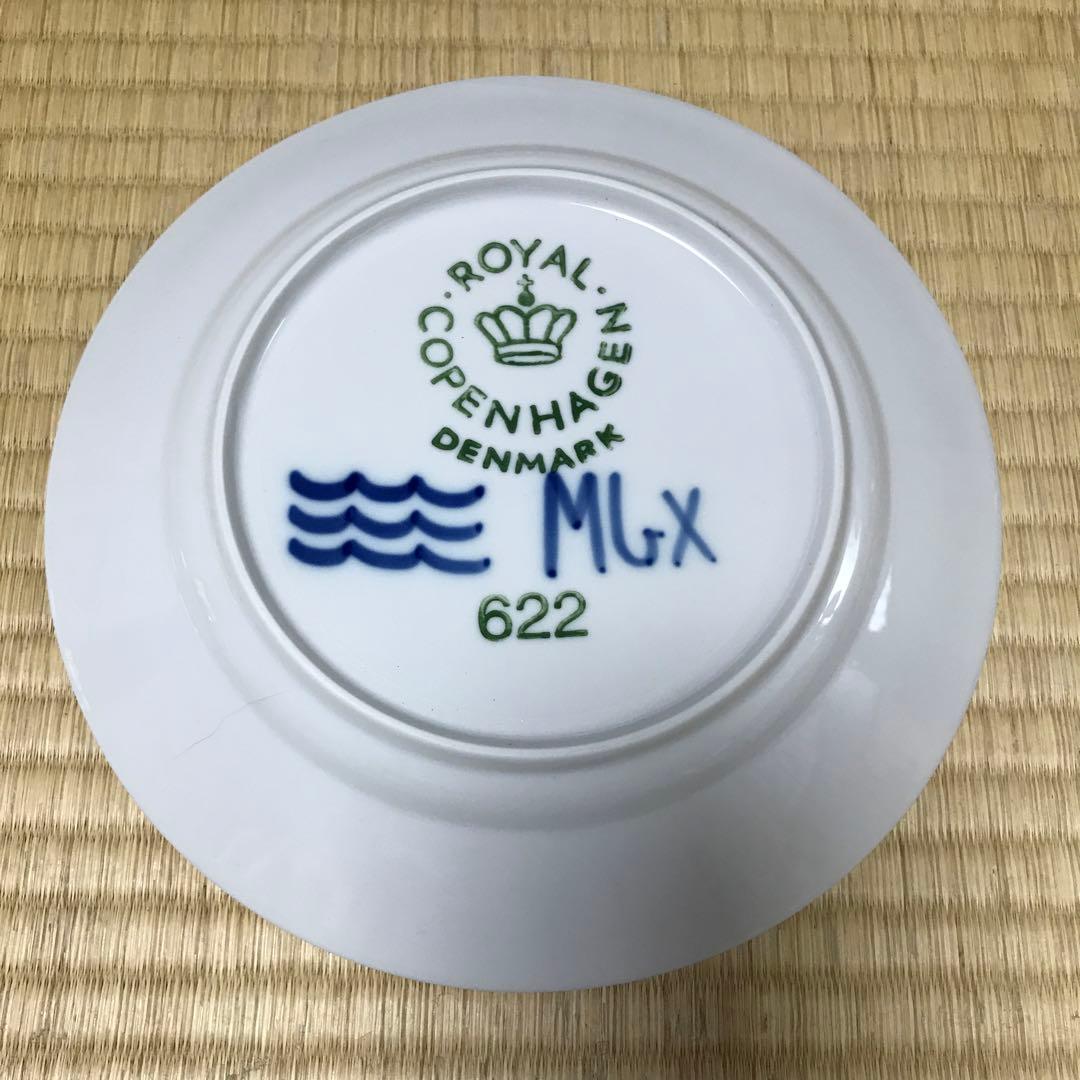 ROYAL
COPENHAGEN
DENMARK
MGX
622